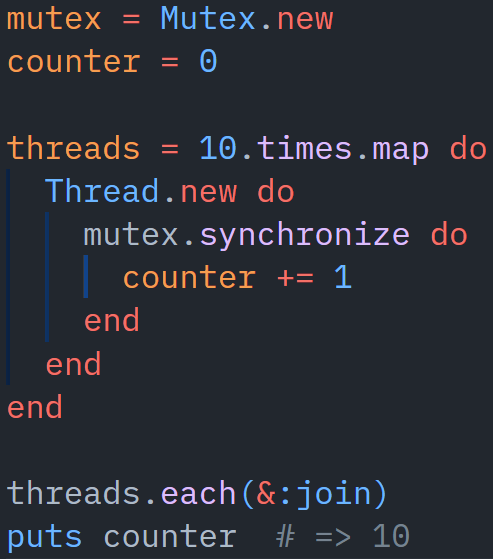 mutex = Mutex.new
counter = 0

threads = 10.times.map do
  Thread.new do
    mutex.synchronize do
      counter += 1
    end
  end
end

threads.each(&:join)
puts counter  # => 10